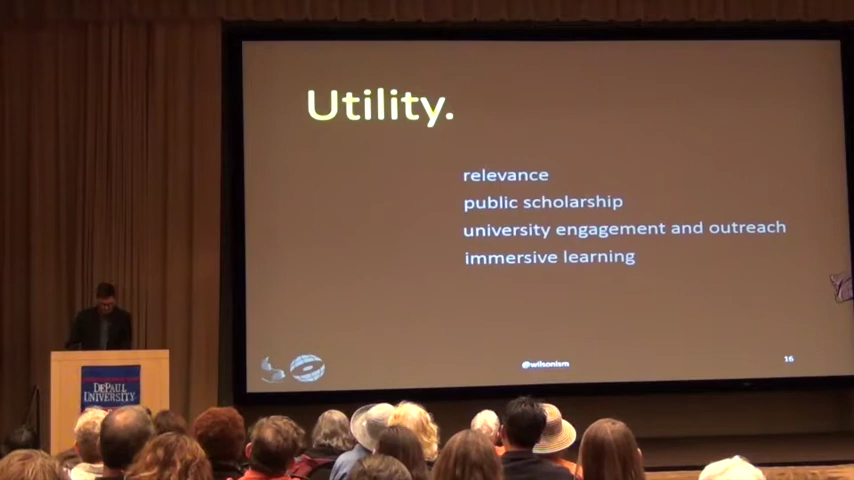 Utility.
relevance
public scholarship
university engagement and outreach
immersive learning
@wilsonism
16
DEPAUL
UNIVERSITY